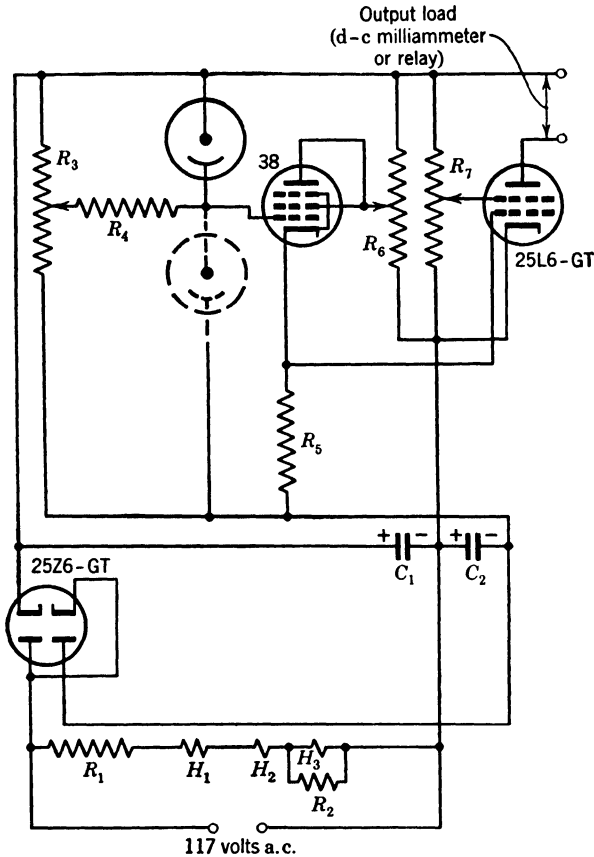 Output load
(d-c milliammeter
or relay)
R3
38
R7
R4
R6
25L6-GT
R5
+ - + -
C1 C2
25Z6-GT
R1 H1 H2 H3
R2
117 volts a.c.